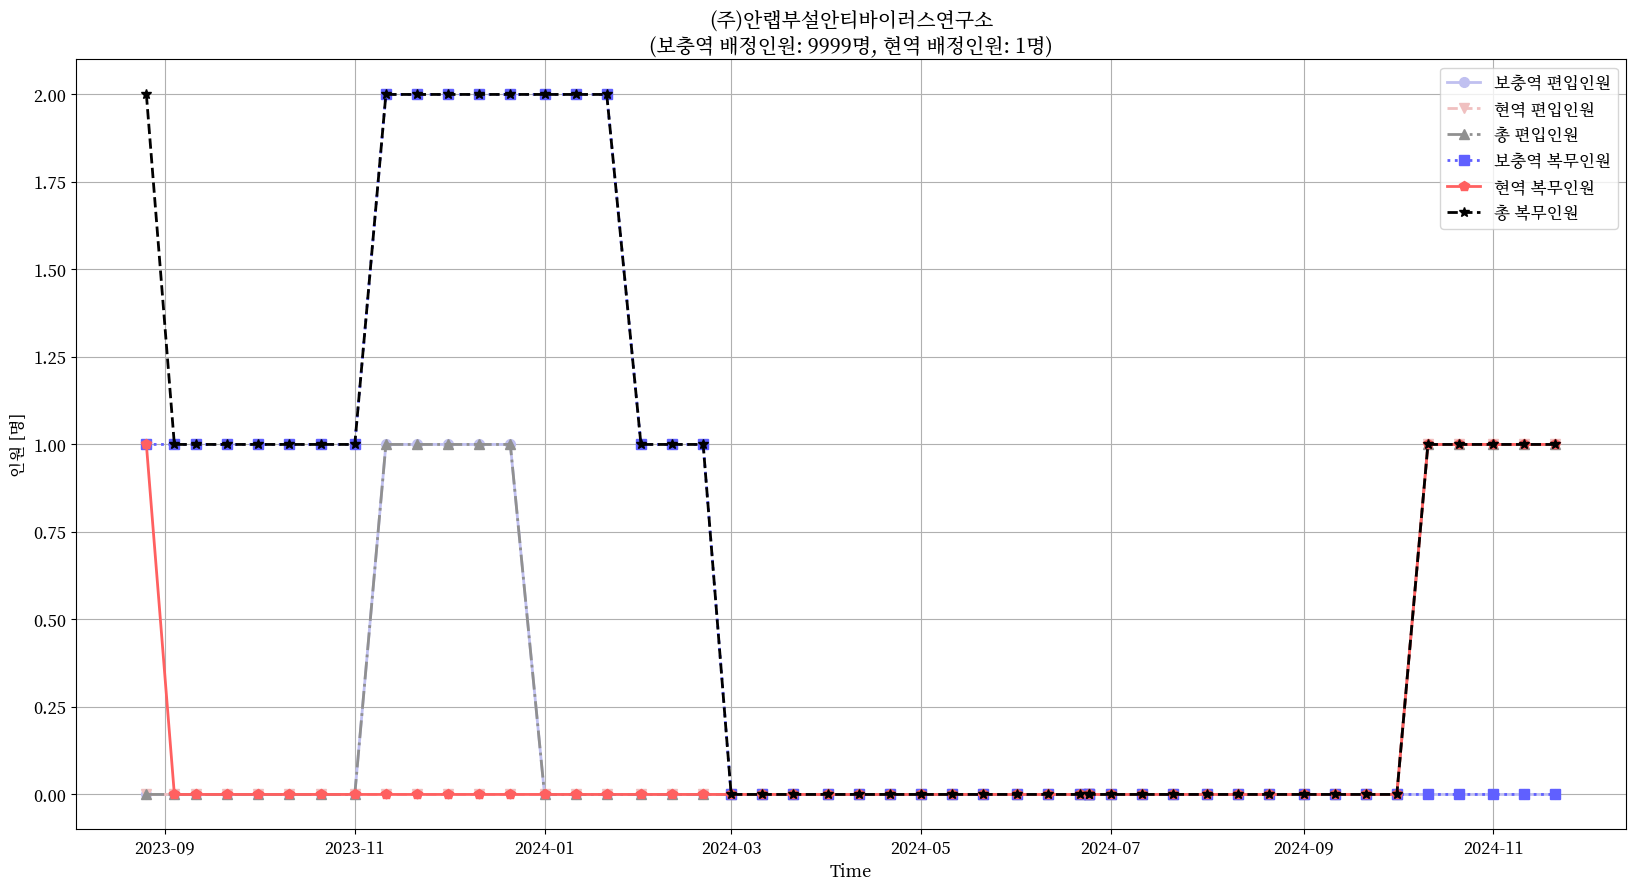 (주)안랩부설안티바이러스연구소
(보충역 배정인원: 9999명, 현역 배정인원: 1명)
보충역 편입인원
현역 편입인원
총 편입인원
보충역 복무인원
현역 복무인원
총 복무인원
인원 [명]
2.00
1.75
1.50
1.25
1.00
0.75
0.50
0.25
0.00
2023-09 2023-11 2024-01 2024-03 2024-05 2024-07 2024-09 2024-11
Time